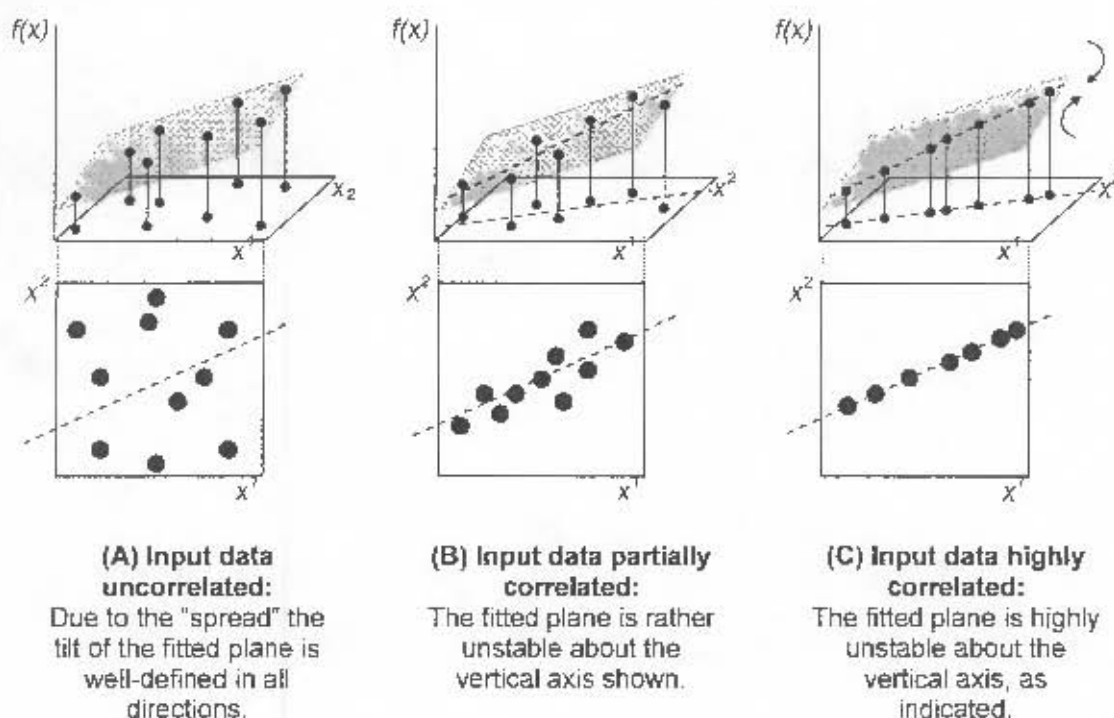 f(x)
f(x)
f(x)
x₂
x²
x¹
x¹
x¹
x²
x²
x²
x¹
x¹
x¹
(A) Input data
uncorrelated:
Due to the "spread" the
tilt of the fitted plane is
well-defined in all
directions.
(B) Input data partially
correlated:
The fitted plane is rather
unstable about the
vertical axis shown.
(C) Input data highly
correlated:
The fitted plane is highly
unstable about the
vertical axis, as
indicated.